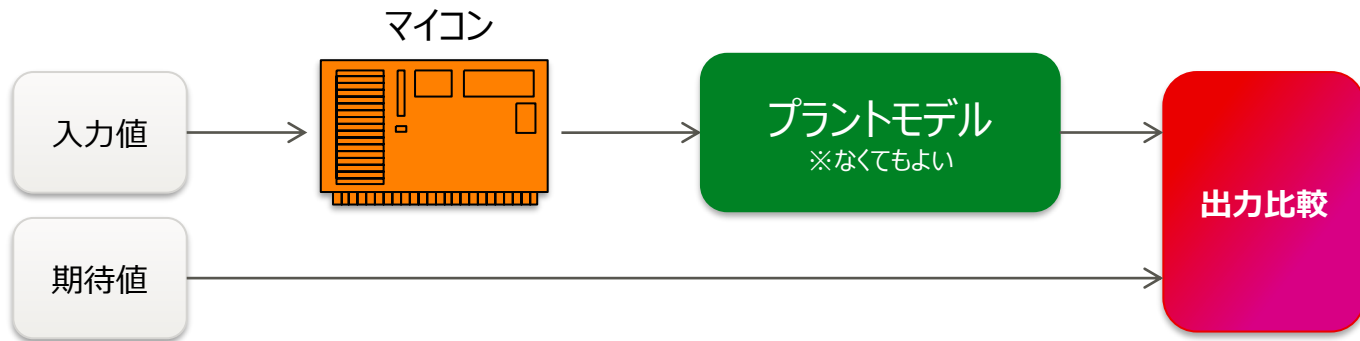 マイコン
入力値
プラントモデル
※なくてもよい
出力比較
期待値